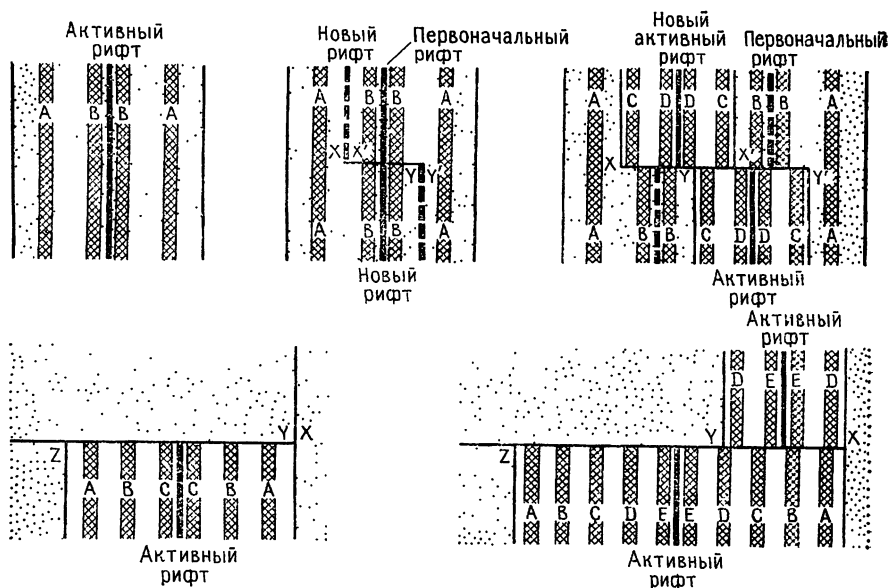 Активный
рифт
A B B A
Новый
рифт
Первоначальный
рифт
A B B A
X X'
Y Y'
A B B A
Новый
рифт
Новый
активный
рифт
Первоначальный
рифт
A C D D C B B A
X X' Y Y'
A B B C D D C A
Активный
рифт
Y X
Z
A B C C B A
Активный
рифт
Активный
рифт
D E E D
Y X
Z
A B C D E E D C B A
Активный
рифт